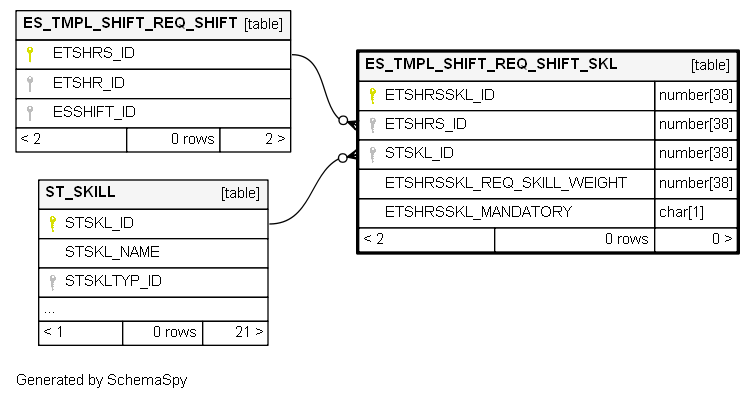 ES_TMPL_SHIFT_REQ_SHIFT [table]
ETSHRS_ID
ETSHR_ID
ESSHIFT_ID
< 2 0 rows 2 >
ES_TMPL_SHIFT_REQ_SHIFT_SKL [table]
ETSHRSSKL_ID number[38]
ETSHRS_ID number[38]
STSKL_ID number[38]
ETSHRSSKL_REQ_SKILL_WEIGHT number[38]
ETSHRSSKL_MANDATORY char[1]
< 2 0 rows 0 >
ST_SKILL [table]
STSKL_ID
STSKL_NAME
STSKLTYP_ID
...
< 1 0 rows 21 >
Generated by SchemaSpy